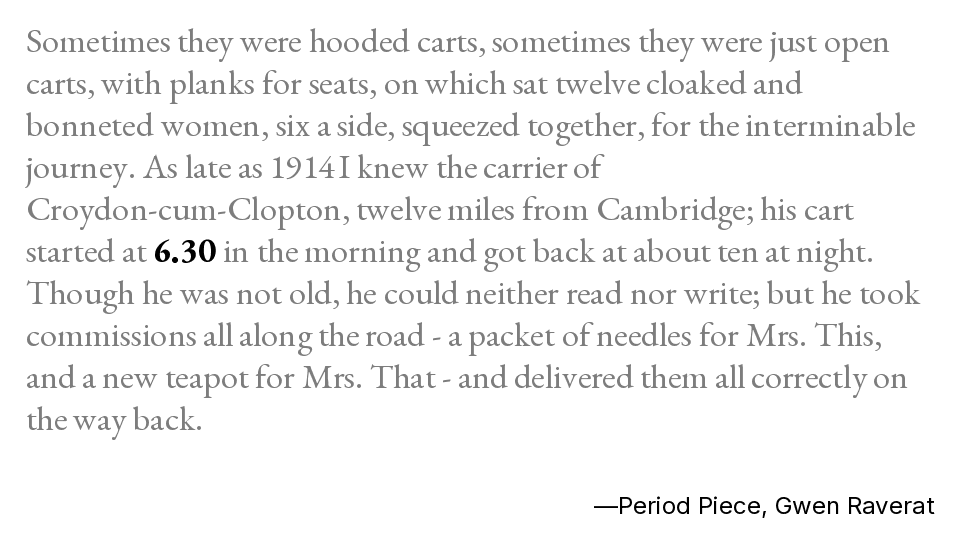 Sometimes they were hooded carts, sometimes they were just open
carts, with planks for seats, on which sat twelve cloaked and
bonneted women, six a side, squeezed together, for the interminable
journey. As late as 1914 I knew the carrier of
Croydon-cum-Clopton, twelve miles from Cambridge; his cart
started at 6.30 in the morning and got back at about ten at night.
Though he was not old, he could neither read nor write; but he took
commissions all along the road - a packet of needles for Mrs. This,
and a new teapot for Mrs. That - and delivered them all correctly on
the way back.
—Period Piece, Gwen Raverat